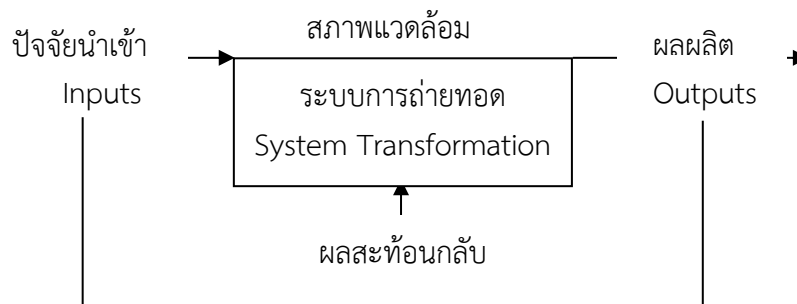 สภาพแวดล้อม
ปัจจัยนำเข้า
Inputs
ระบบการถ่ายทอด
System Transformation
ผลผลิต
Outputs
ผลสะท้อนกลับ